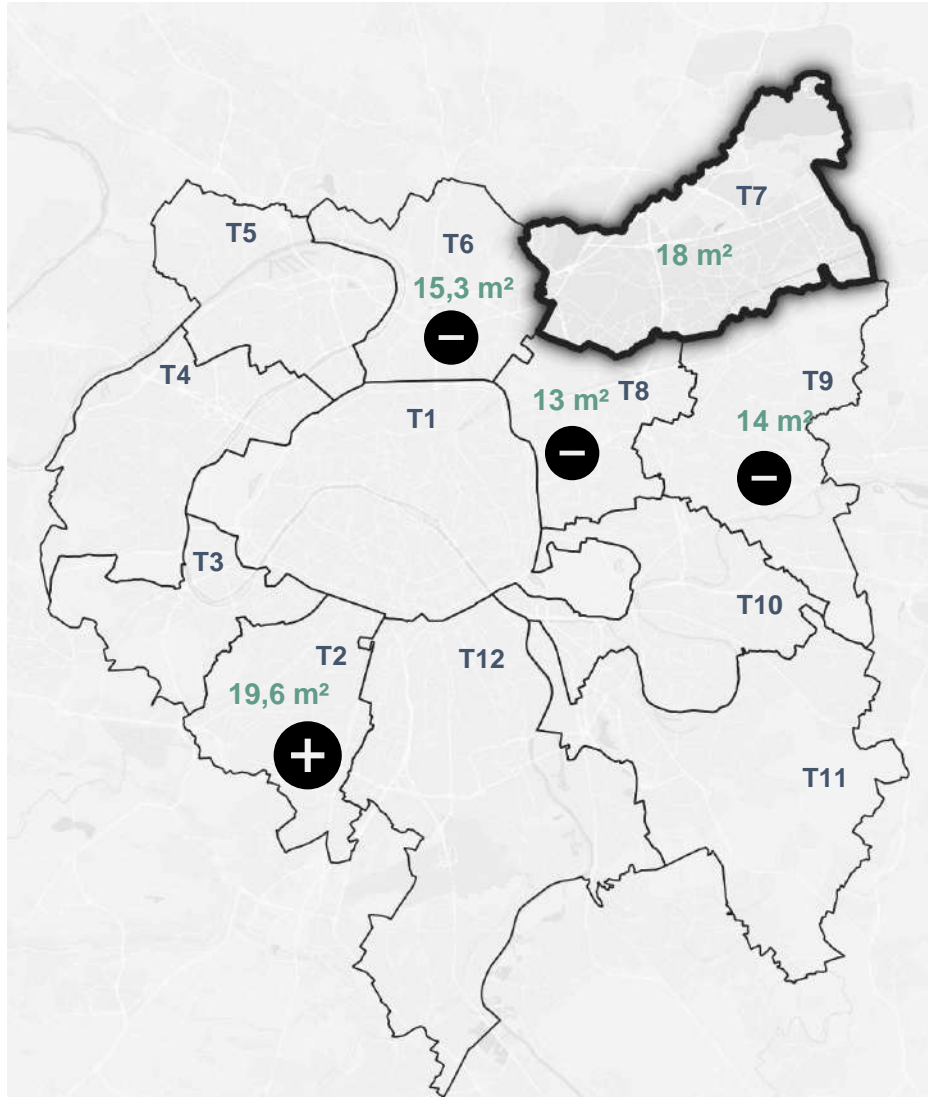 T7
T5
T6
18 m²
15,3 m²
−
T4
T9
T8
13 m²
T1
14 m²
−
−
T3
T10
T2
T12
19,6 m²
+
T11